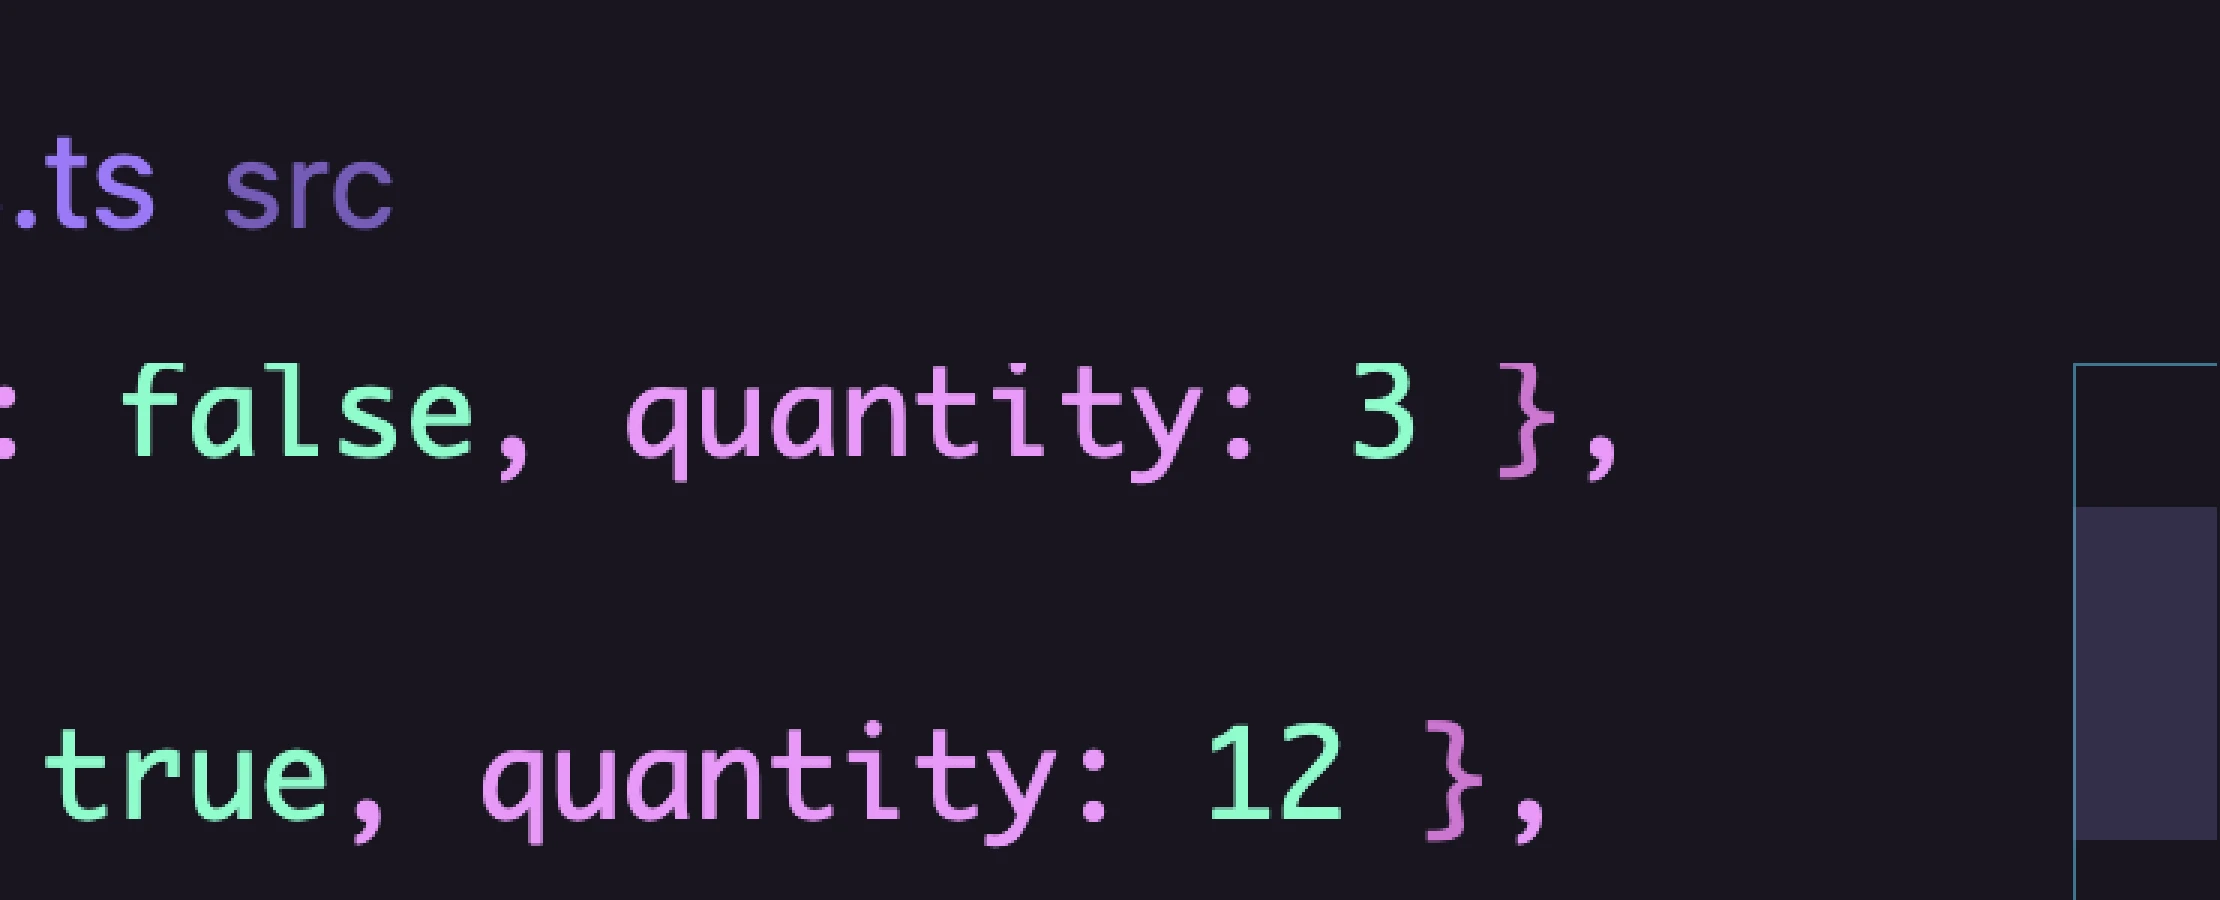 .ts src
: false, quantity: 3 },
true, quantity: 12 },